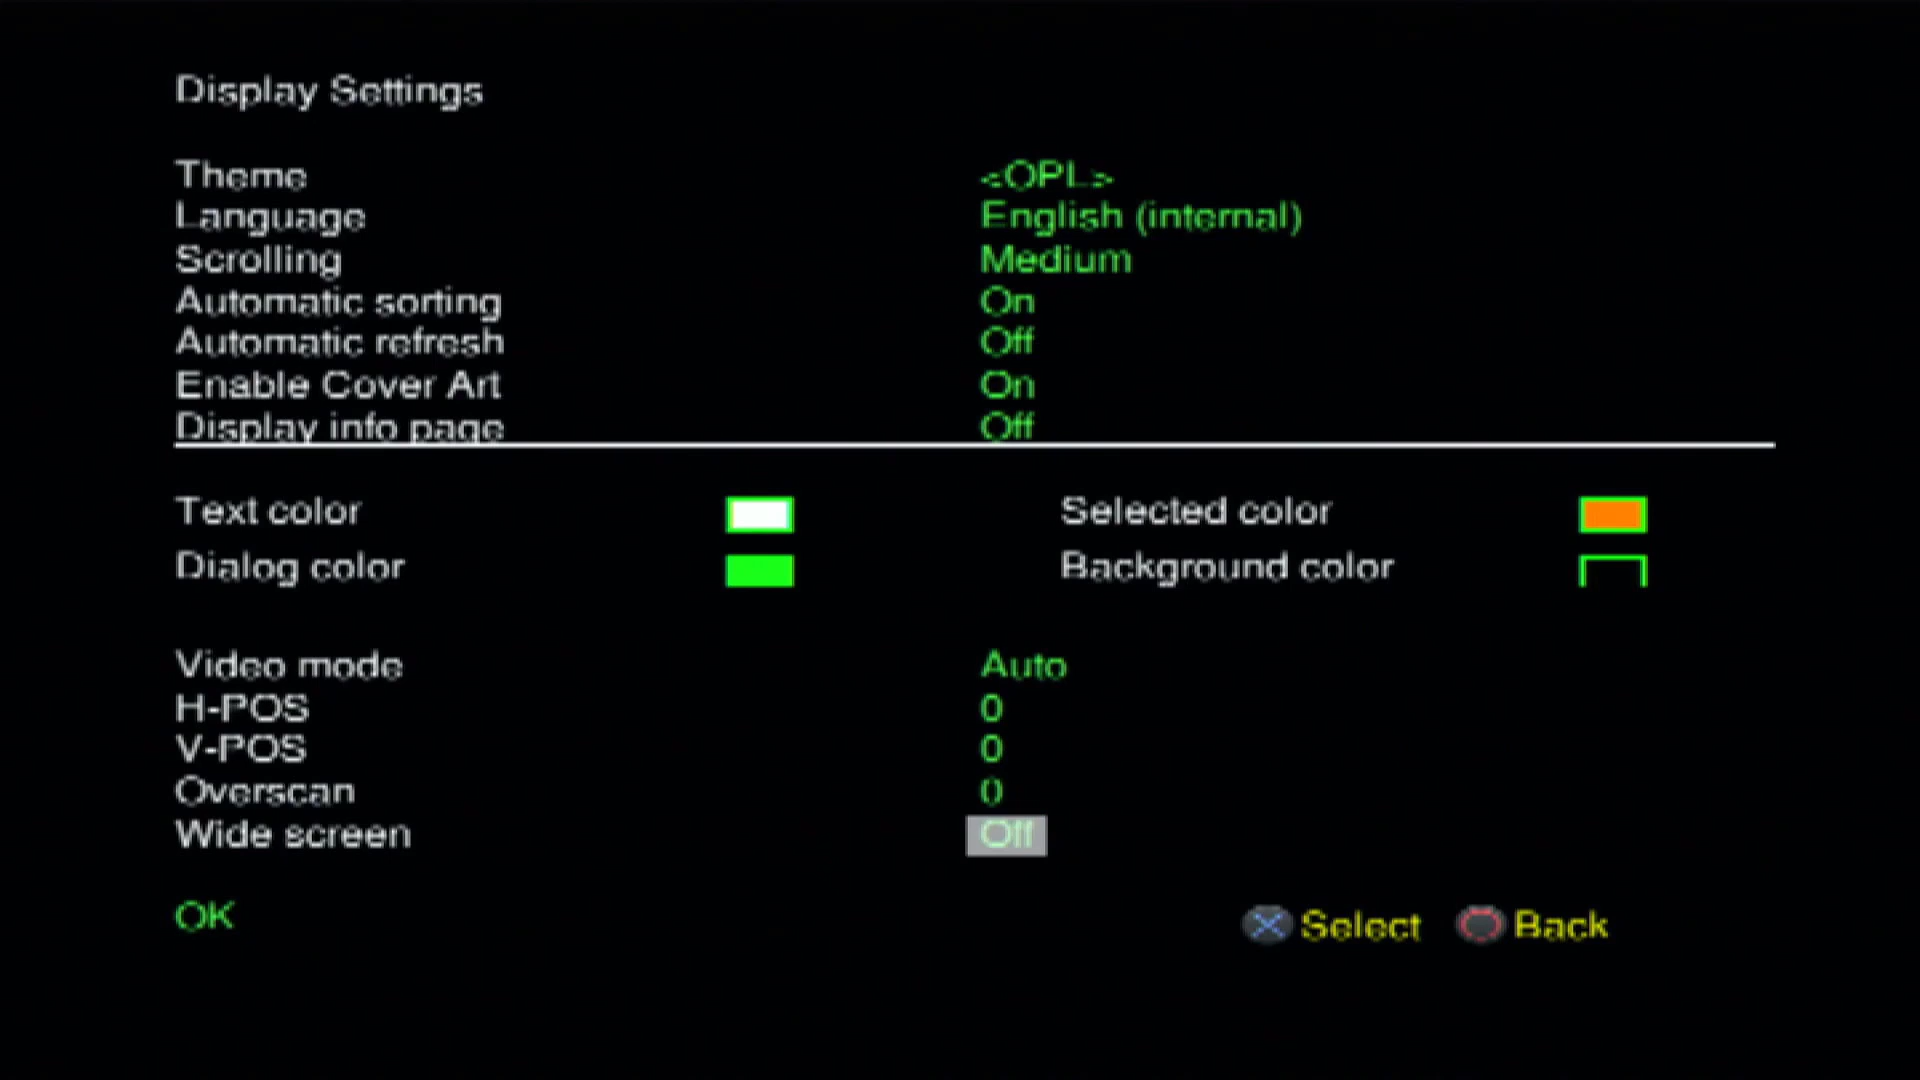 Display Settings
Theme <OPL>
Language English (internal)
Scrolling Medium
Automatic sorting On
Automatic refresh Off
Enable Cover Art On
Display info page Off
Text color Selected color
Dialog color Background color
Video mode Auto
H-POS 0
V-POS 0
Overscan 0
Wide screen Off
OK Select Back